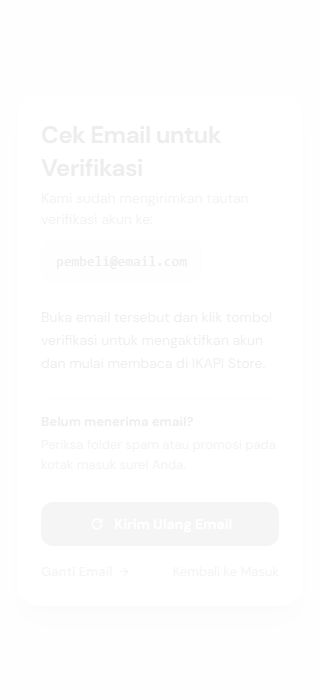 Cek Email untuk
Verifikasi
Kami sudah mengirimkan tautan
verifikasi akun ke:
pembeli@email.com
Buka email tersebut dan klik tombol
verifikasi untuk mengaktifkan akun
dan mulai membaca di IKAPI Store.
Belum menerima email?
Periksa folder spam atau promosi pada
kotak masuk surel Anda.
Kirim Ulang Email
Ganti Email →
Kembali ke Masuk